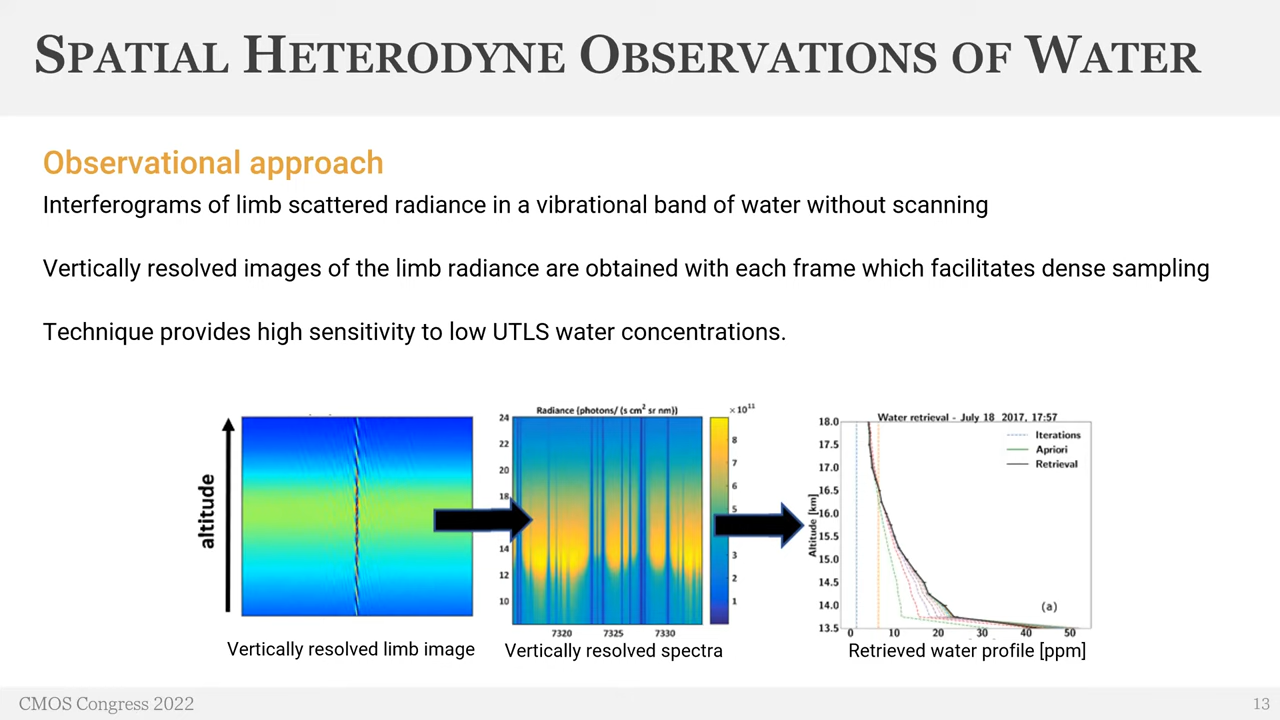 SPATIAL HETERODYNE OBSERVATIONS OF WATER
Observational approach
Interferograms of limb scattered radiance in a vibrational band of water without scanning
Vertically resolved images of the limb radiance are obtained with each frame which facilitates dense sampling
Technique provides high sensitivity to low UTLS water concentrations.
altitude
Vertically resolved limb image
Radiance (photons/ (s cm² sr nm))
×10¹¹
24
22
20
18
14
12
10
7320 7325 7330
8
7
6
5
3
2
1
Vertically resolved spectra
Water retrieval - July 18 2017, 17:57
Iterations
Apriori
Retrieval
Altitude [km]
18.0
17.5
17.0
16.5
16.0
15.5
15.0
14.5
14.0
13.5
(a)
0 10 20 30 40 50
Retrieved water profile [ppm]
CMOS Congress 2022
13